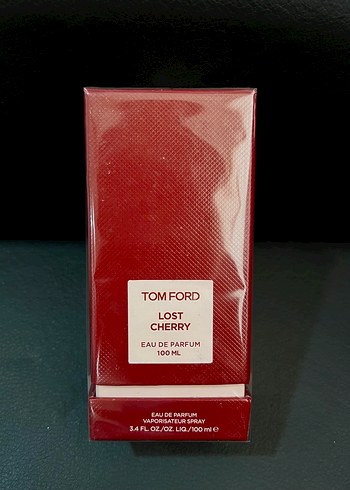 TOM FORD
LOST
CHERRY
EAU DE PARFUM
100 ML
EAU DE PARFUM
VAPORISATEUR SPRAY
3.4 FL. OZ./OZ. LIQ./100 ml ℮